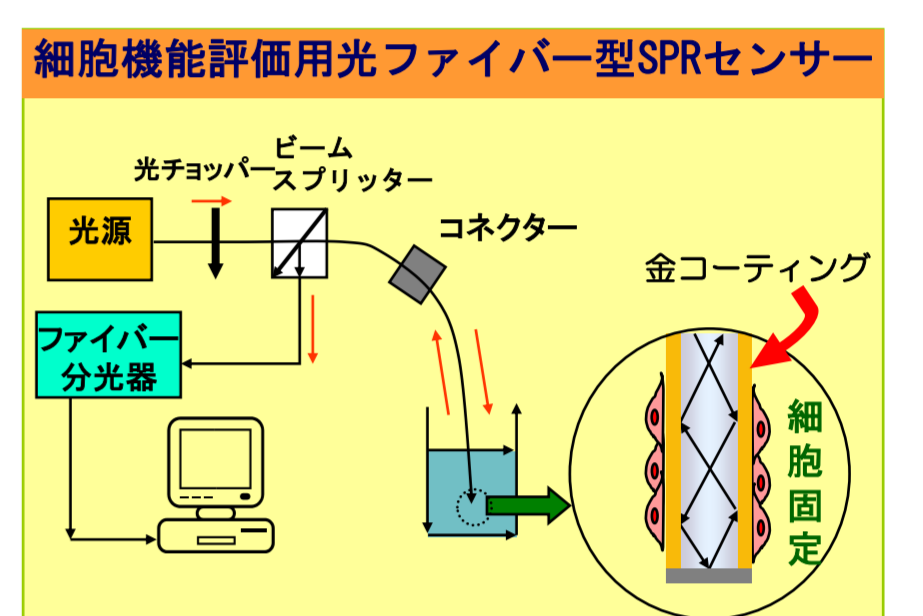 細胞機能評価用光ファイバー型SPRセンサー
光チョッパー
ビーム
スプリッター
光源
コネクター
金コーティング
ファイバー
分光器
細胞固定